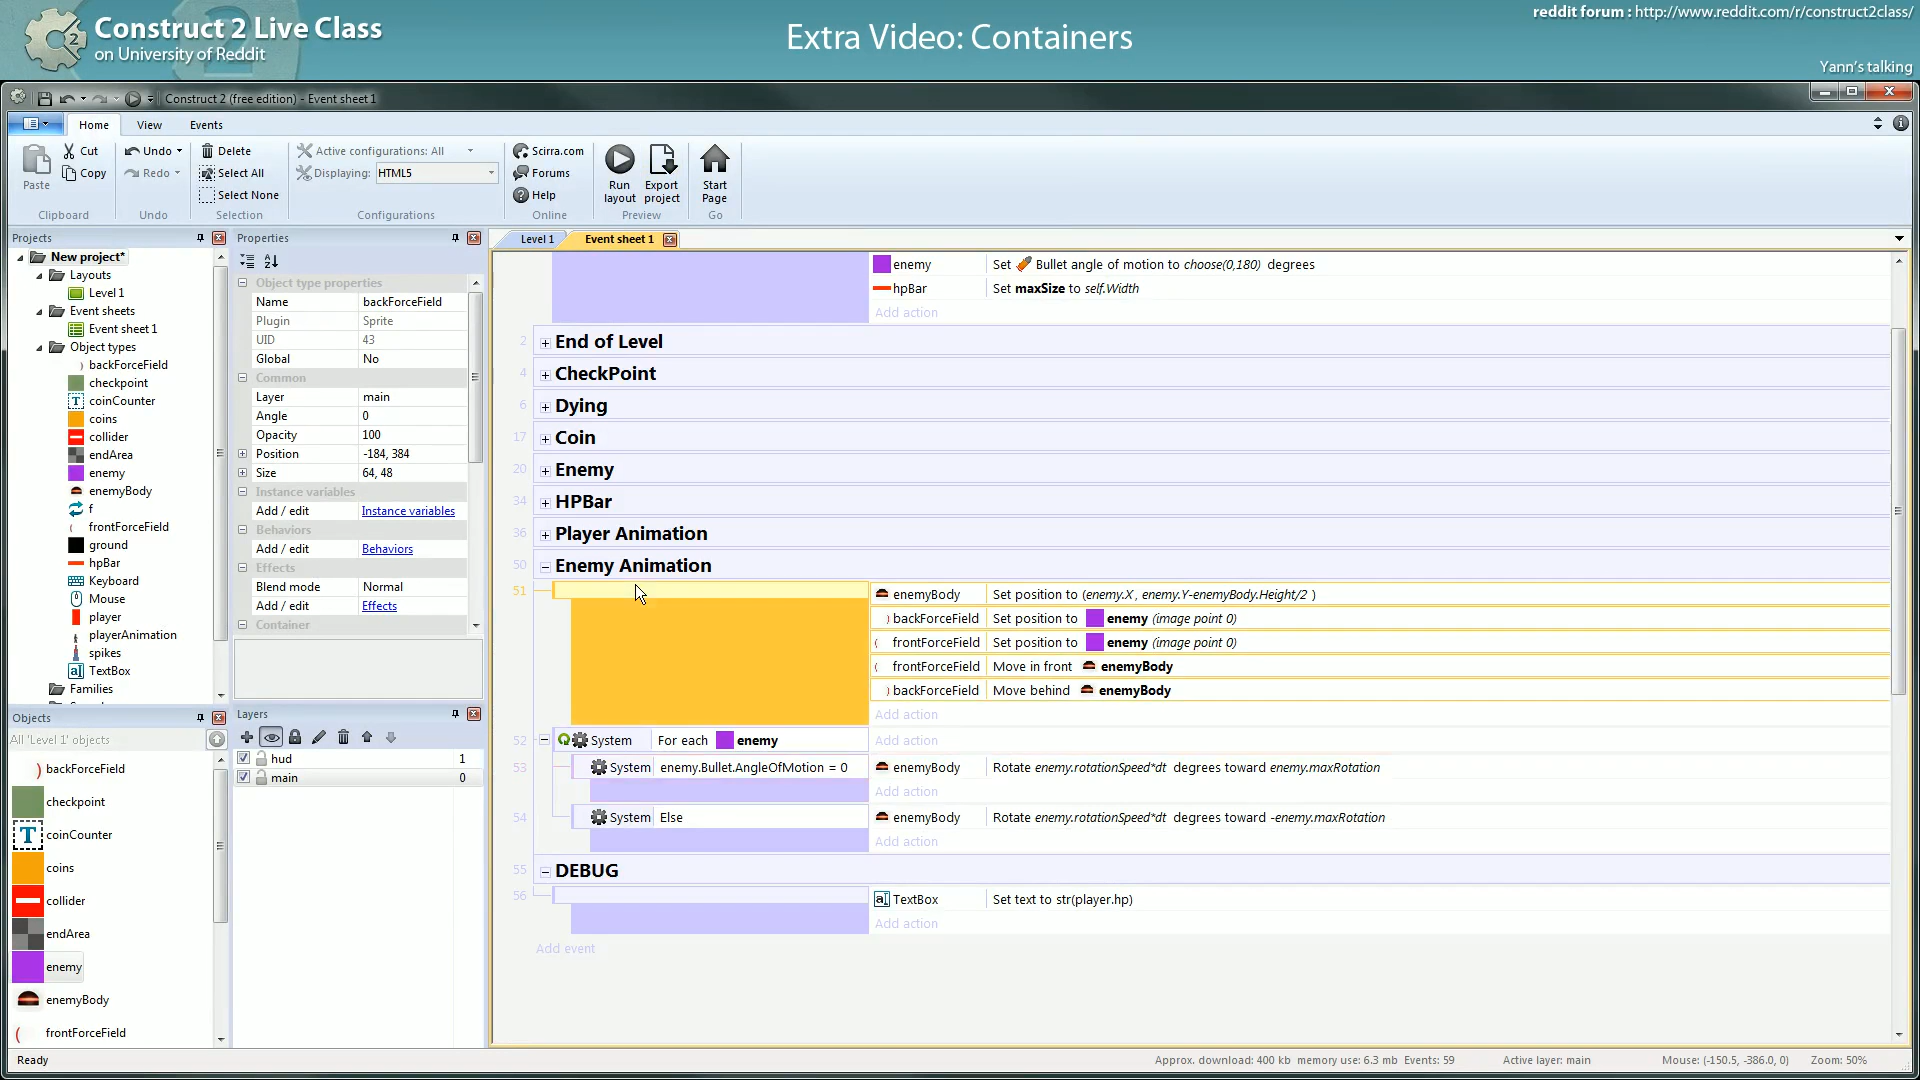 Construct 2 Live Class
on University of Reddit
Extra Video: Containers
reddit forum : http://www.reddit.com/r/construct2class/
Yann's talking
Construct 2 (free edition) - Event sheet 1
Home View Events
Paste
Cut
Copy
Clipboard
Undo
Redo
Undo
Delete
Select All
Select None
Selection
Active configurations: All
Displaying: HTML5
Configurations
Scirra.com
Forums
Help
Online
Run layout
Export project
Preview
Start Page
Go
Projects
New project*
Layouts
Level 1
Event sheets
Event sheet 1
Object types
backForceField
checkpoint
coinCounter
coins
collider
endArea
enemy
enemyBody
f
frontForceField
ground
hpBar
Keyboard
Mouse
player
playerAnimation
spikes
TextBox
Families
Properties
Object type properties
Name backForceField
Plugin Sprite
UID 43
Global No
Common
Layer main
Angle 0
Opacity 100
Position -184, 384
Size 64, 48
Instance variables
Add / edit Instance variables
Behaviors
Add / edit Behaviors
Effects
Blend mode Normal
Add / edit Effects
Container
Objects
All 'Level 1' objects
backForceField
checkpoint
coinCounter
coins
collider
endArea
enemy
enemyBody
frontForceField
Layers
hud 1
main 0
Level 1 Event sheet 1
enemy Set Bullet angle of motion to choose(0,180) degrees
hpBar Set maxSize to self.Width
Add action
2 End of Level
4 CheckPoint
6 Dying
17 Coin
20 Enemy
34 HPBar
36 Player Animation
50 Enemy Animation
51 enemyBody Set position to (enemy.X , enemy.Y-enemyBody.Height/2 )
backForceField Set position to enemy (image point 0)
frontForceField Set position to enemy (image point 0)
frontForceField Move in front enemyBody
backForceField Move behind enemyBody
Add action
52 System For each enemy Add action
53 System enemy.Bullet.AngleOfMotion = 0 enemyBody Rotate enemy.rotationSpeed*dt degrees toward enemy.maxRotation
Add action
54 System Else enemyBody Rotate enemy.rotationSpeed*dt degrees toward -enemy.maxRotation
Add action
55 DEBUG
56 TextBox Set text to str(player.hp)
Add action
Add event
Ready
Approx. download: 400 kb memory use: 6.3 mb Events: 59 Active layer: main Mouse: (-150.5, -386.0, 0) Zoom: 50%